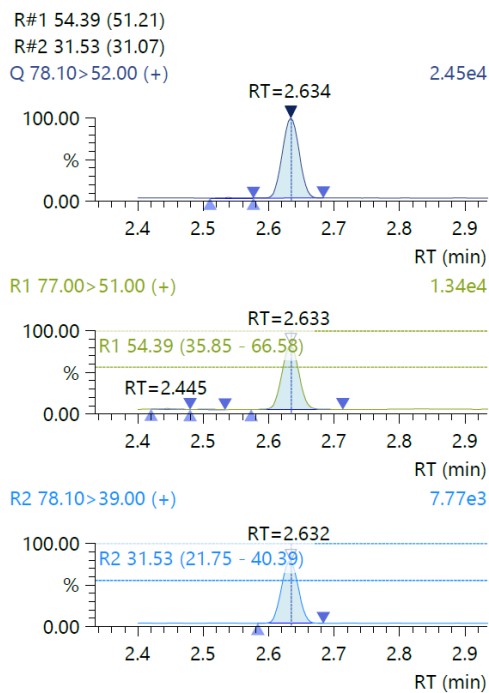 R#1 54.39 (51.21)
R#2 31.53 (31.07)
Q 78.10>52.00 (+) 2.45e4
RT=2.634
100.00
%
0.00
2.4 2.5 2.6 2.7 2.8 2.9
RT (min)
R1 77.00>51.00 (+) 1.34e4
RT=2.633
100.00
R1 54.39 (35.85 - 66.58)
%
RT=2.445
0.00
2.4 2.5 2.6 2.7 2.8 2.9
RT (min)
R2 78.10>39.00 (+) 7.77e3
RT=2.632
100.00
R2 31.53 (21.75 - 40.39)
%
0.00
2.4 2.5 2.6 2.7 2.8 2.9
RT (min)